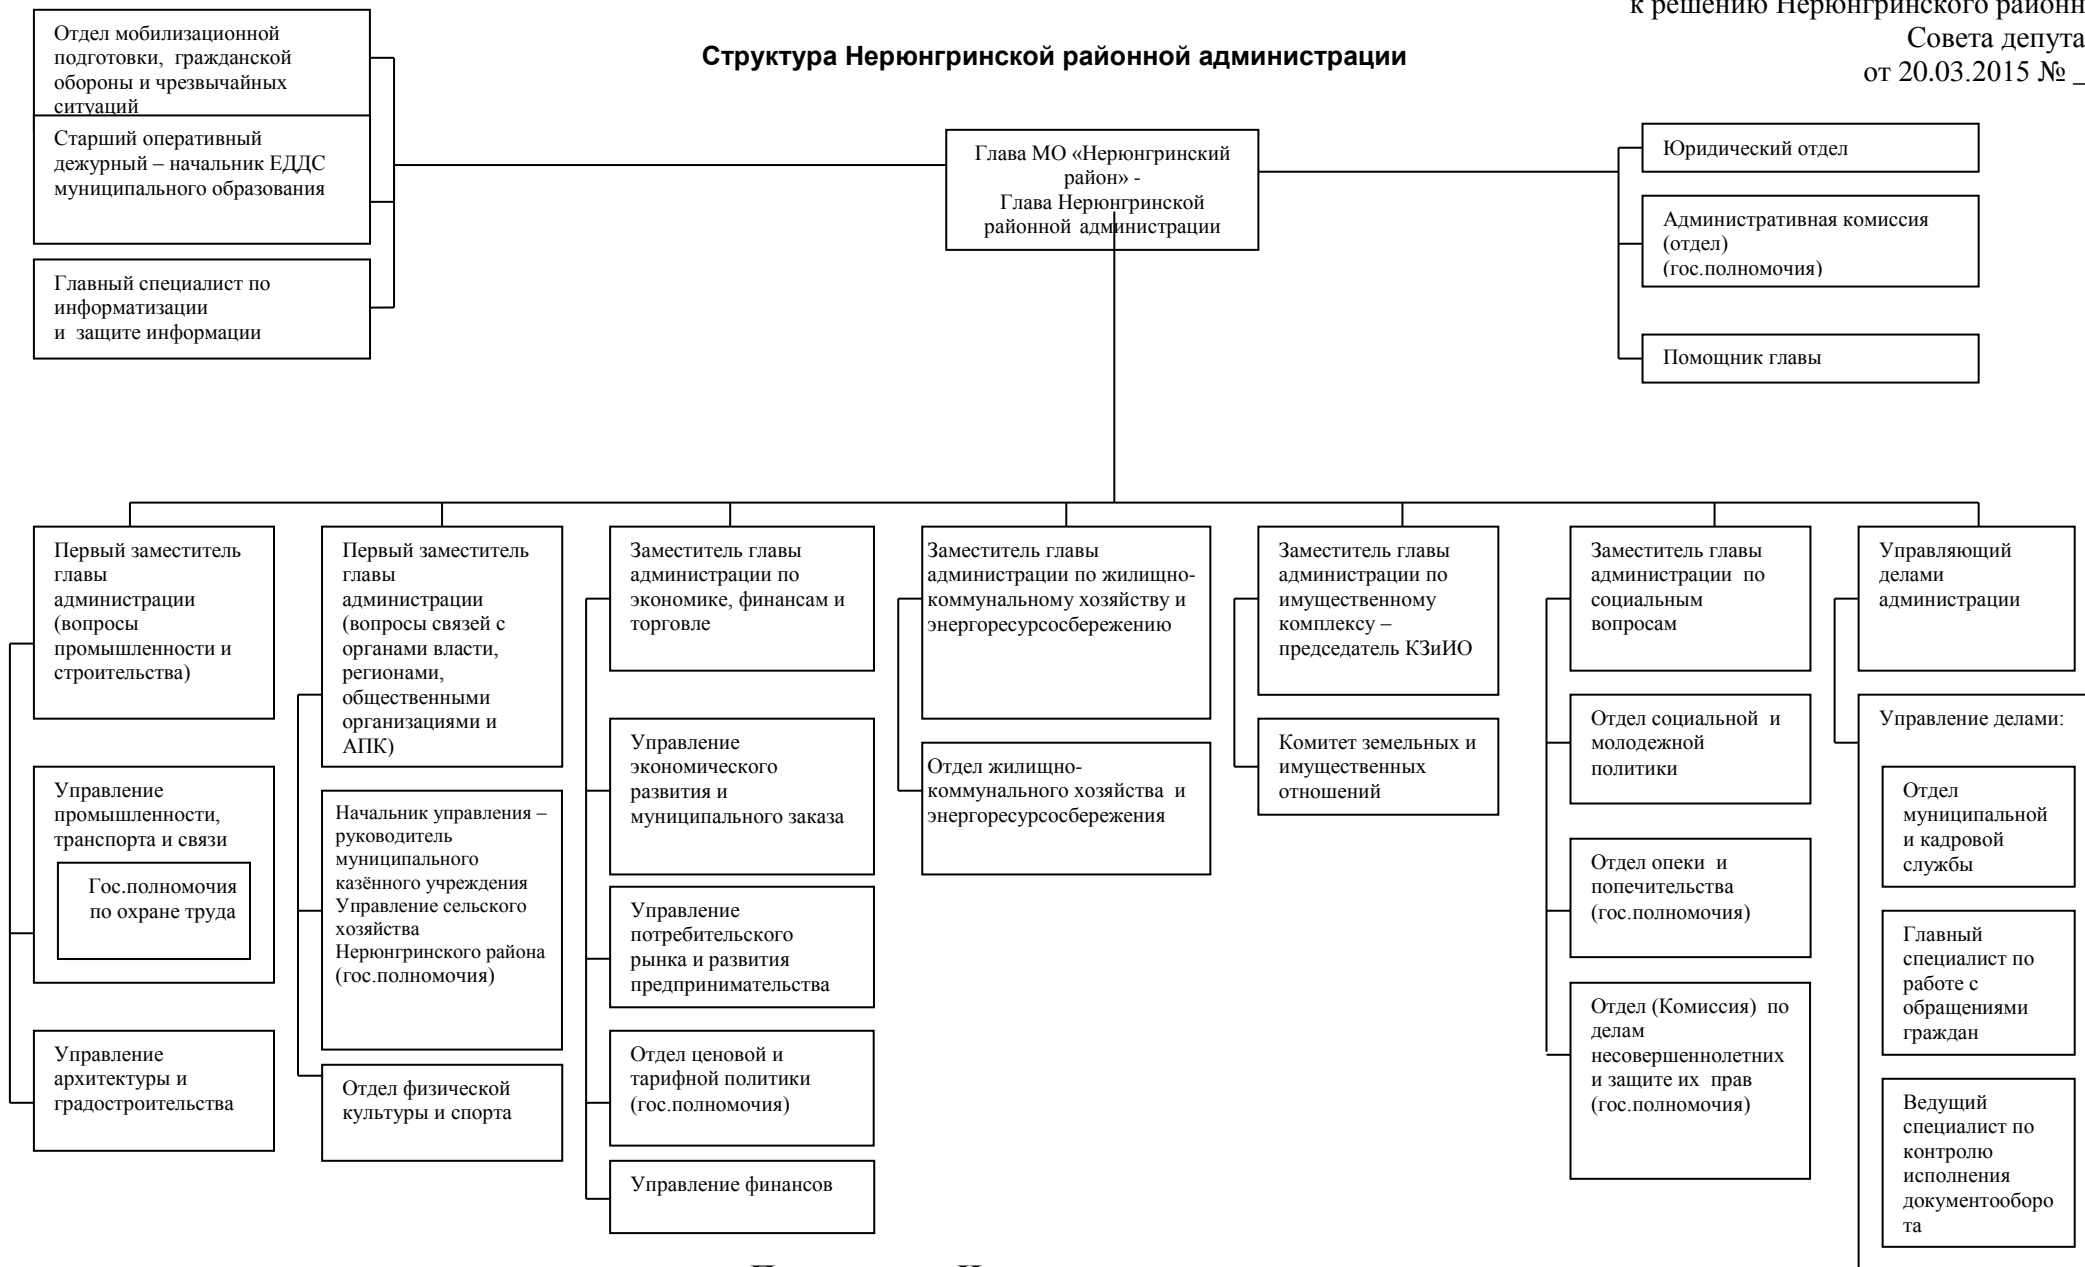 к решению Нерюнгринского
Совета
от 20.03.2015 № _
Структура Нерюнгринской районной администрации
Отдел мобилизационной
подготовки, гражданской
обороны и чрезвычайных
ситуаций
Старший оперативный
дежурный – начальник ЕДДС
муниципального образования
Главный специалист по
информатизации
и защите информации
Глава МО «Нерюнгринский
район» -
Глава Нерюнгринской
районной администрации
Юридический отдел
Административная комиссия
(отдел)
(гос.полномочия)
Помощник главы
Первый заместитель
главы
администрации
(вопросы
промышленности и
строительства)
Управление
промышленности,
транспорта и связи
Гос.полномочия
по охране труда
Управление
архитектуры и
градостроительства
Первый заместитель
главы
администрации
(вопросы связей с
органами власти,
регионами,
общественными
организациями и
АПК)
Начальник управления –
руководитель
муниципального
казённого учреждения
Управление сельского
хозяйства
Нерюнгринского района
(гос.полномочия)
Отдел физической
культуры и спорта
Заместитель главы
администрации по
экономике, финансам и
торговле
Управление
экономического
развития и
муниципального заказа
Управление
потребительского
рынка и развития
предпринимательства
Отдел ценовой и
тарифной политики
(гос.полномочия)
Управление финансов
Заместитель главы
администрации по жилищно-
коммунальному хозяйству и
энергоресурсосбережению
Отдел жилищно-
коммунального хозяйства и
энергоресурсосбережения
Заместитель главы
администрации по
имущественному
комплексу –
председатель КЗиИО
Комитет земельных и
имущественных
отношений
Заместитель главы
администрации по
социальным
вопросам
Отдел социальной и
молодежной
политики
Отдел опеки и
попечительства
(гос.полномочия)
Отдел (Комиссия) по
делам
несовершеннолетних
и защите их прав
(гос.полномочия)
Управляющий
делами
администрации
Управление делами:
Отдел
муниципальной
и кадровой
службы
Главный
специалист по
работе с
обращениями
граждан
Ведущий
специалист по
контролю
исполнения
документооборо
та